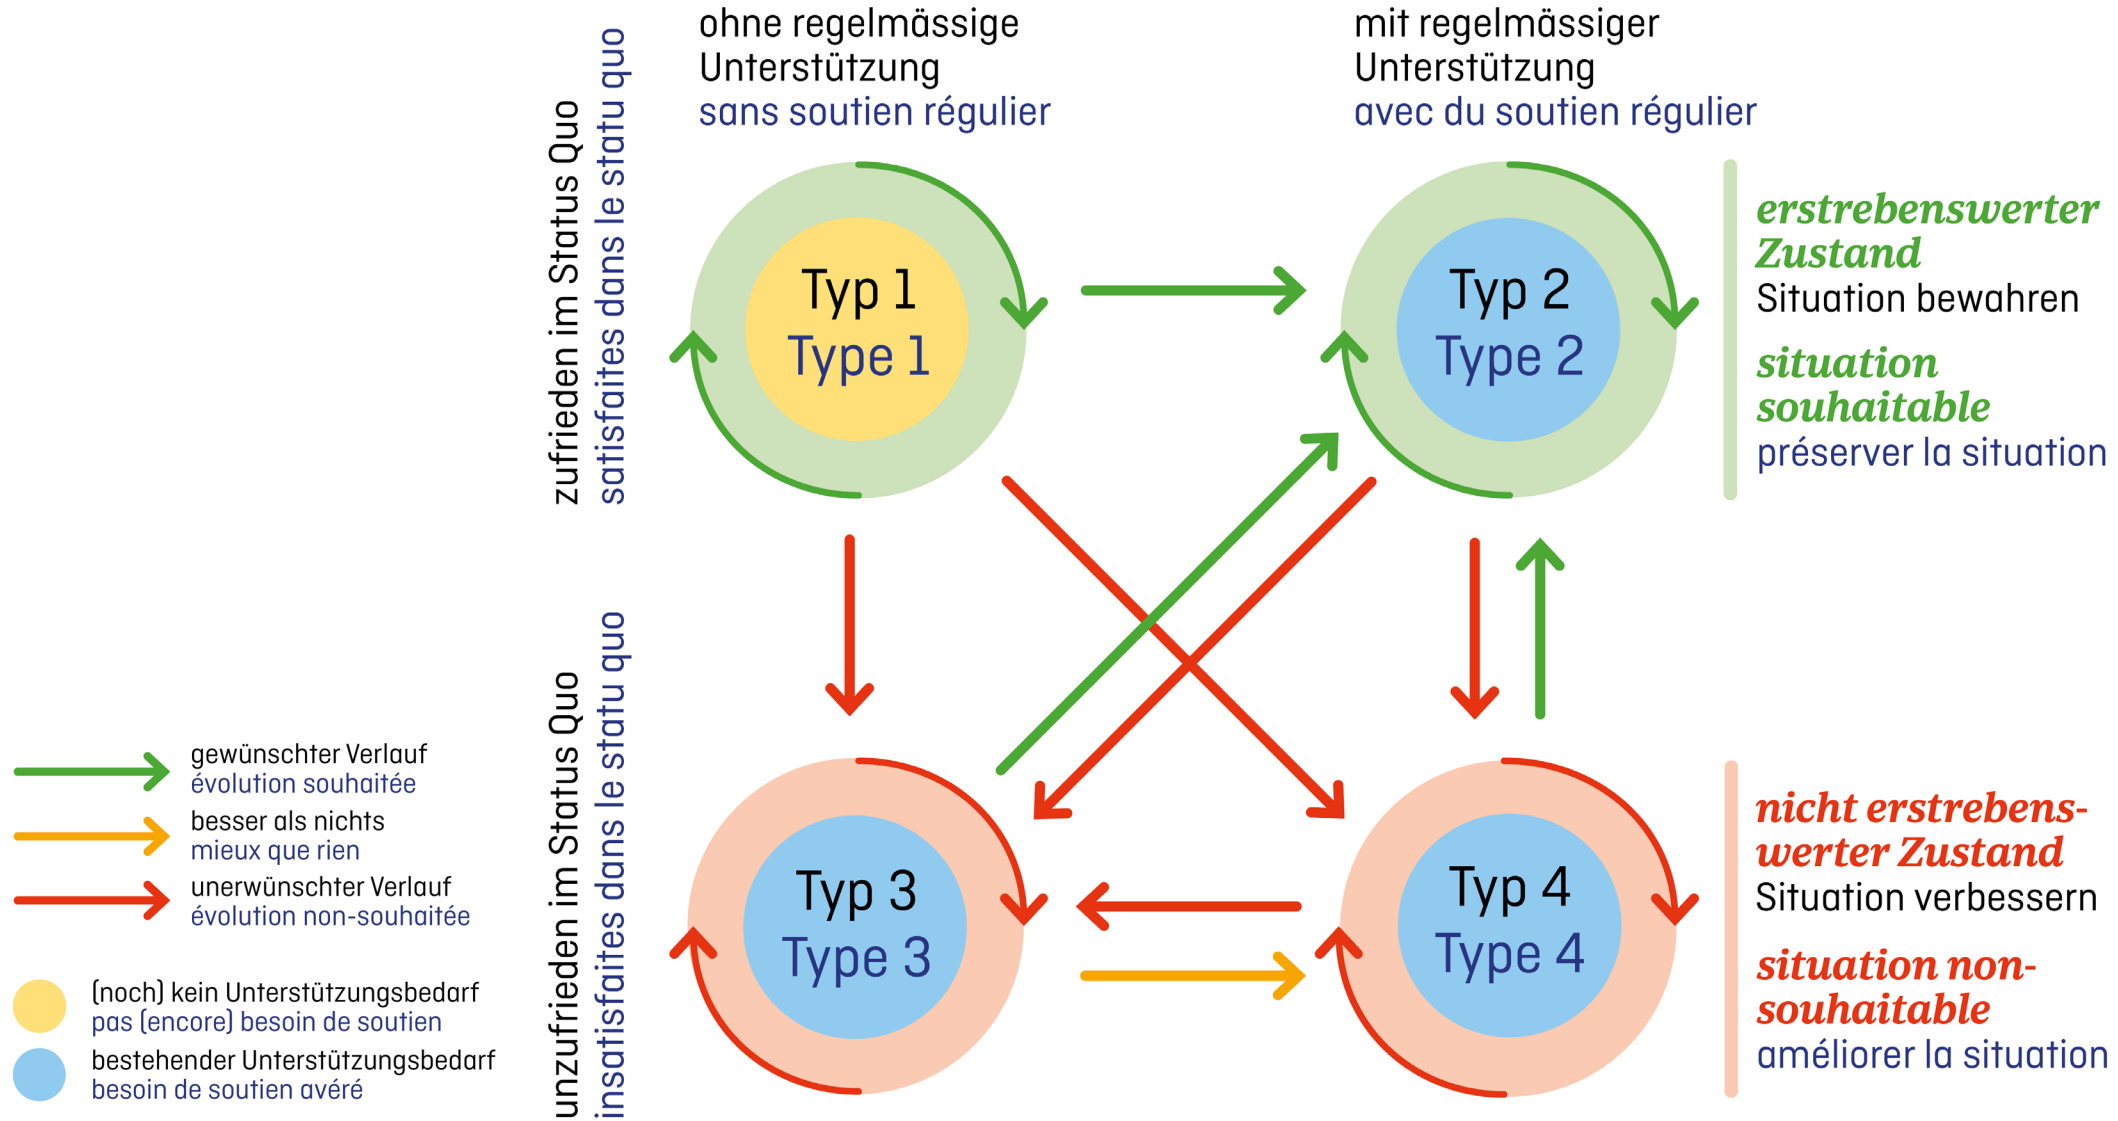 ohne regelmässige
Unterstützung
sans soutien régulier
mit regelmässiger
Unterstützung
avec du soutien régulier
zufrieden im Status Quo
satisfaites dans le statu quo
Typ 1
Type 1
Typ 2
Type 2
erstrebenswerter
Zustand
Situation bewahren
situation
souhaitable
préserver la situation
unzufrieden im Status Quo
insatisfaites dans le statu quo
Typ 3
Type 3
Typ 4
Type 4
nicht erstrebens-
werter Zustand
Situation verbessern
situation non-
souhaitable
améliorer la situation
gewünschter Verlauf
évolution souhaitée
besser als nichts
mieux que rien
unerwünschter Verlauf
évolution non-souhaitée
(noch) kein Unterstützungsbedarf
pas (encore) besoin de soutien
bestehender Unterstützungsbedarf
besoin de soutien avéré